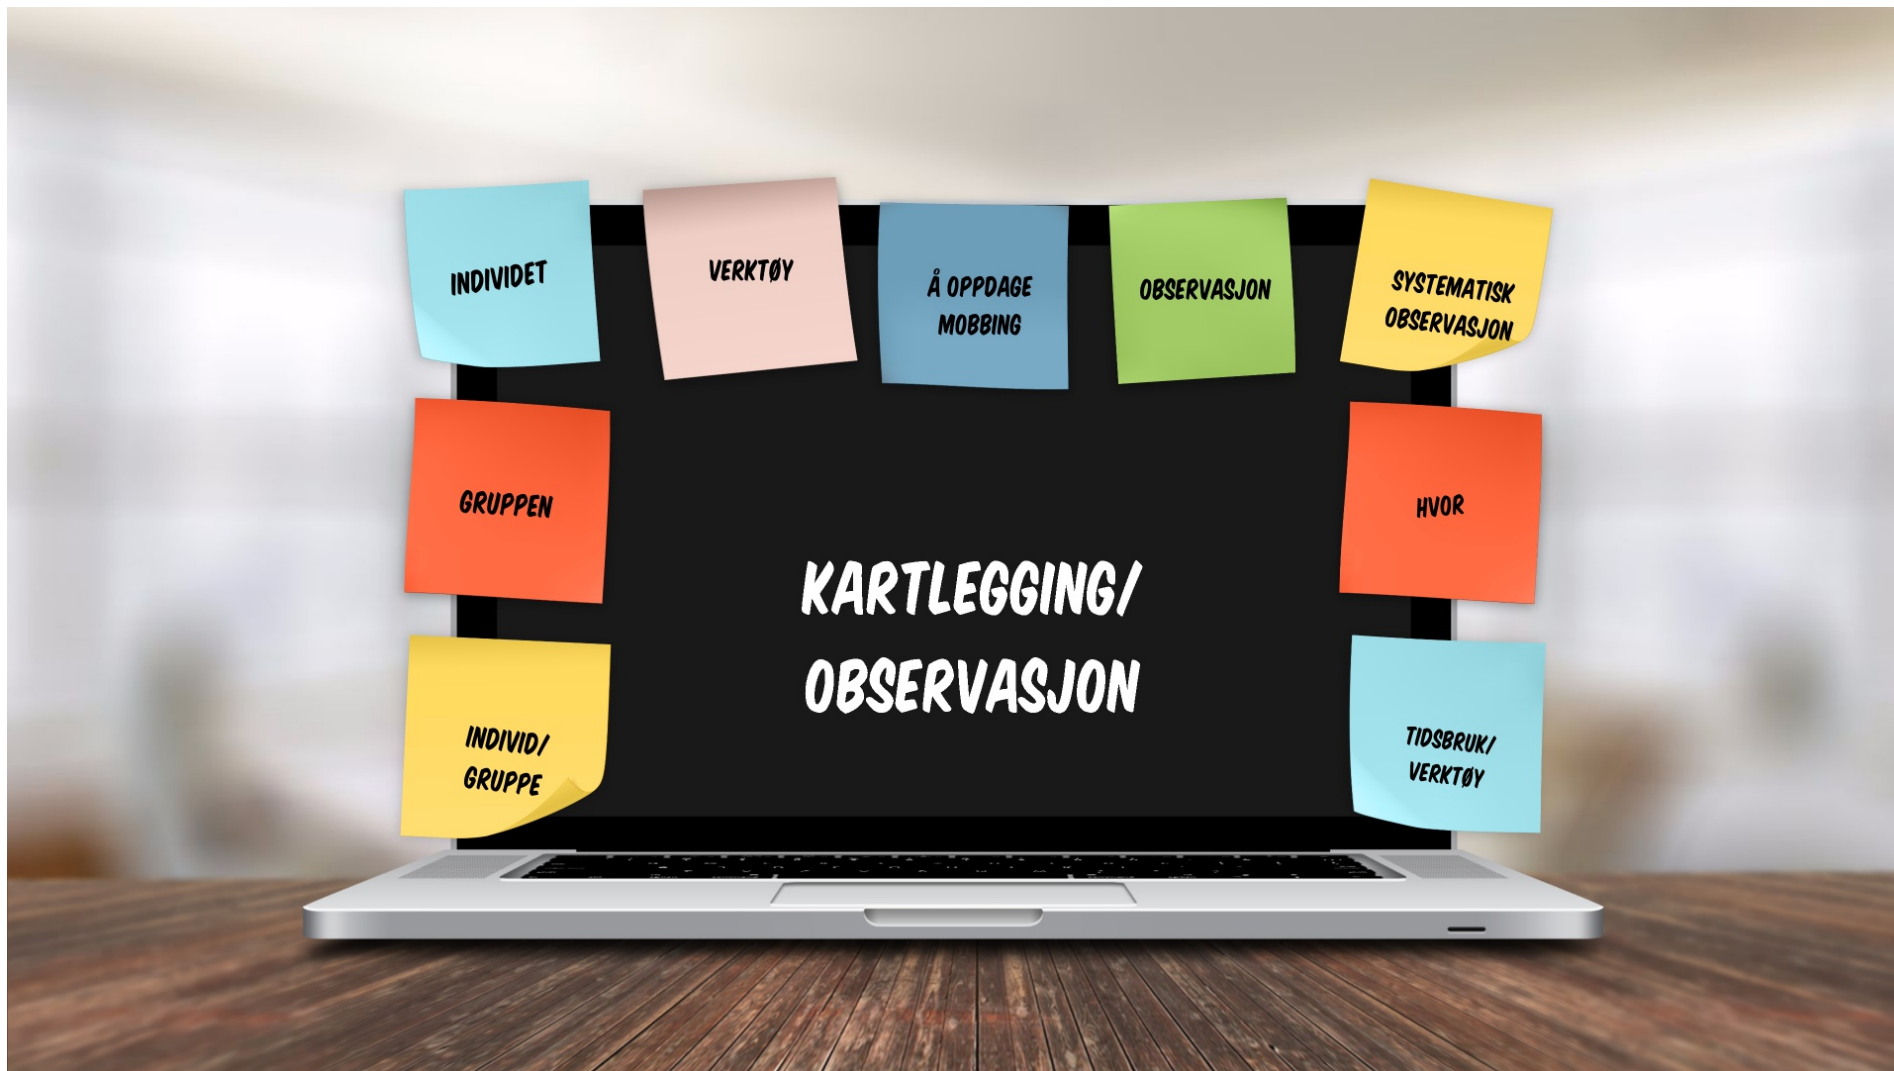 INDIVIDET
VERKTØY
Å OPPDAGE
MOBBING
OBSERVASJON
SYSTEMATISK
OBSERVASJON
GRUPPEN
HVOR
KARTLEGGING/
OBSERVASJON
INDIVID/
GRUPPE
TIDSBRUK/
VERKTØY